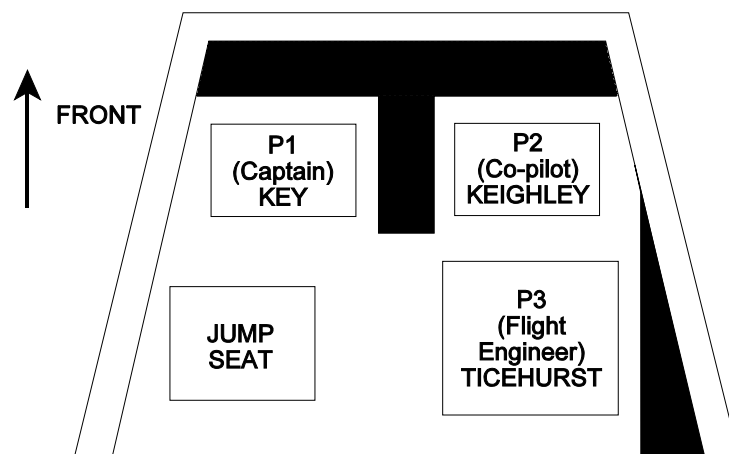 FRONT
P1
(Captain)
KEY
P2
(Co-pilot)
KEIGHLEY
JUMP
SEAT
P3
(Flight
Engineer)
TICEHURST